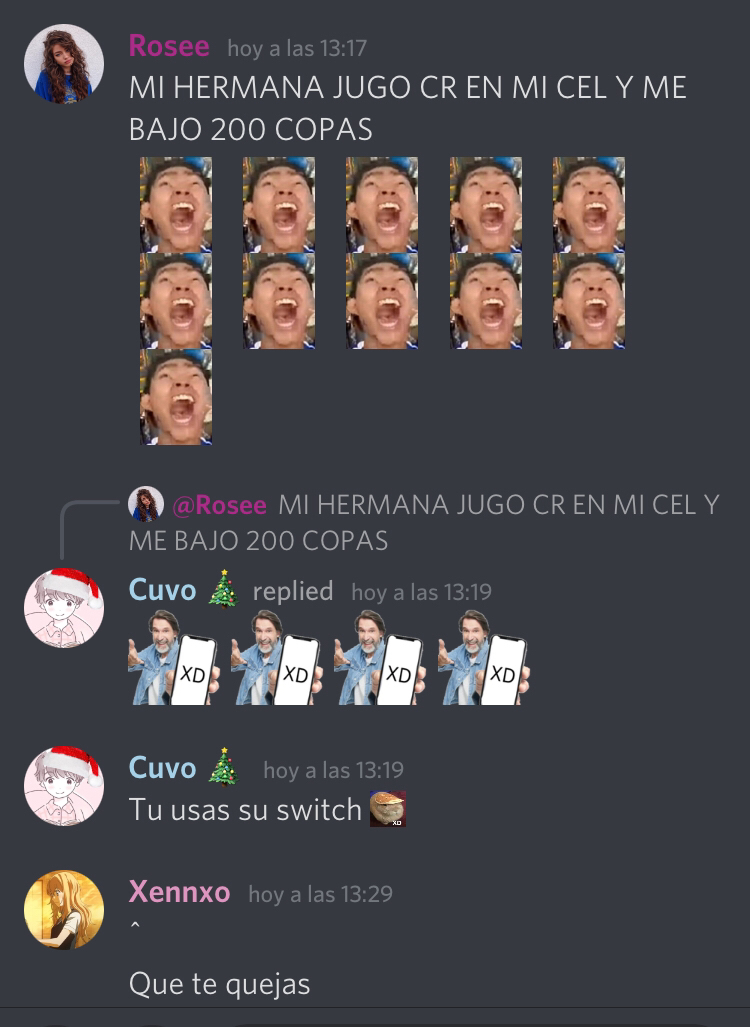 Rosee hoy a las 13:17
MI HERMANA JUGO CR EN MI CEL Y ME
BAJO 200 COPAS
@Rosee MI HERMANA JUGO CR EN MI CEL Y
ME BAJO 200 COPAS
Cuvo replied hoy a las 13:19
XD XD XD XD
Cuvo hoy a las 13:19
Tu usas su switch XD
Xennxo hoy a las 13:29
^
Que te quejas